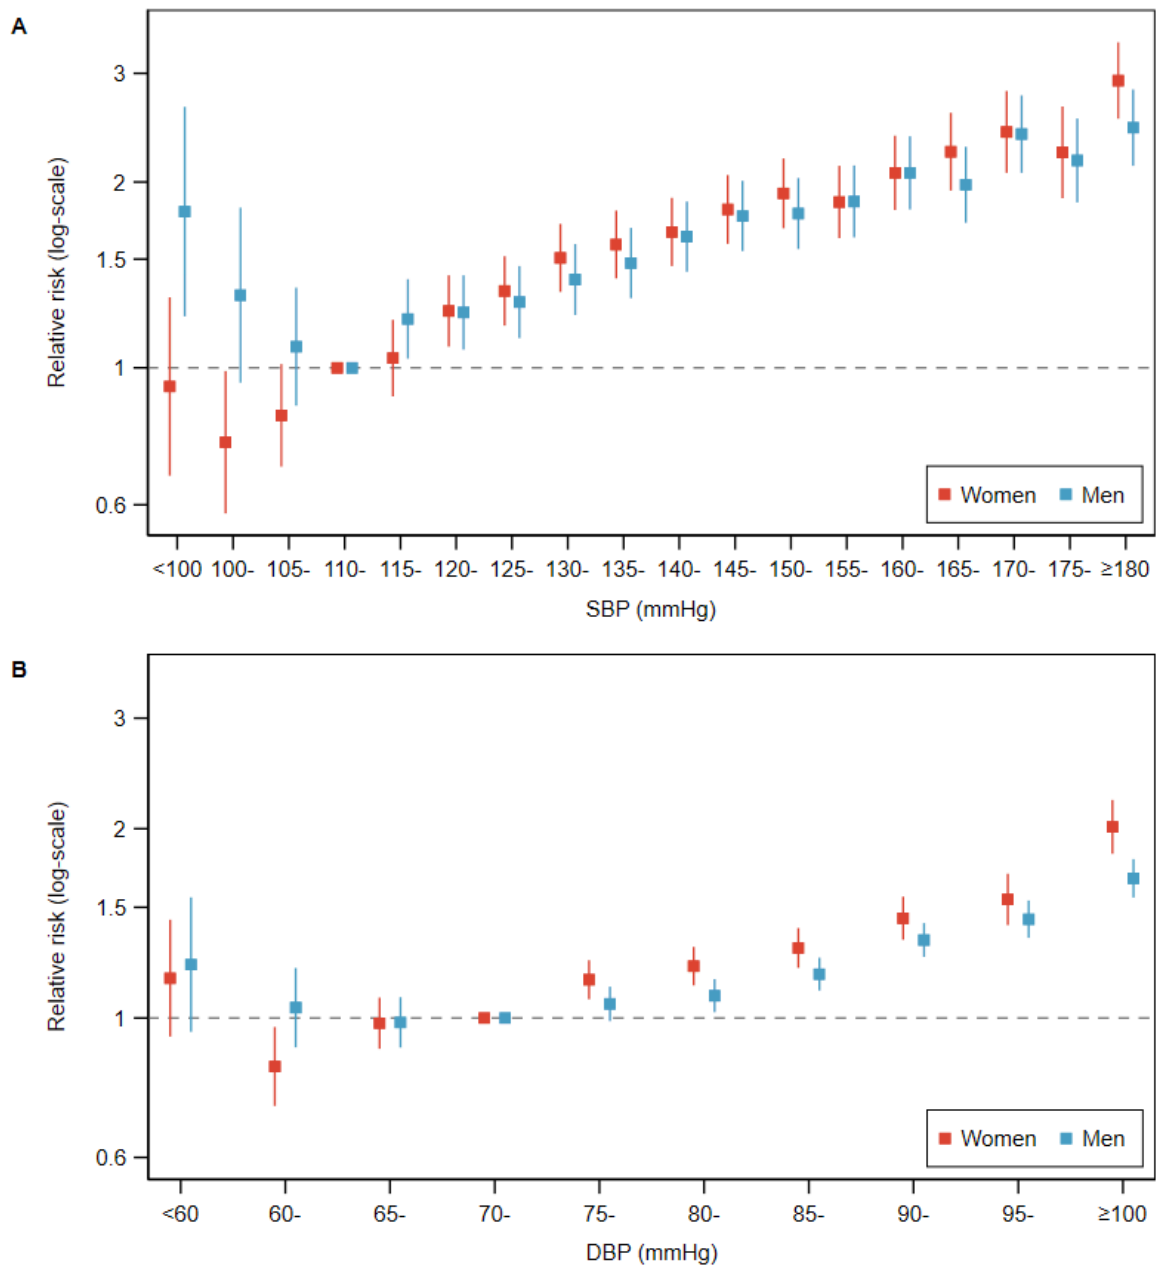 A
Relative risk (log-scale)
3
2
1.5
1
0.6
Women Men
<100 100- 105- 110- 115- 120- 125- 130- 135- 140- 145- 150- 155- 160- 165- 170- 175- ≥180
SBP (mmHg)
B
Relative risk (log-scale)
3
2
1.5
1
0.6
Women Men
<60 60- 65- 70- 75- 80- 85- 90- 95- ≥100
DBP (mmHg)